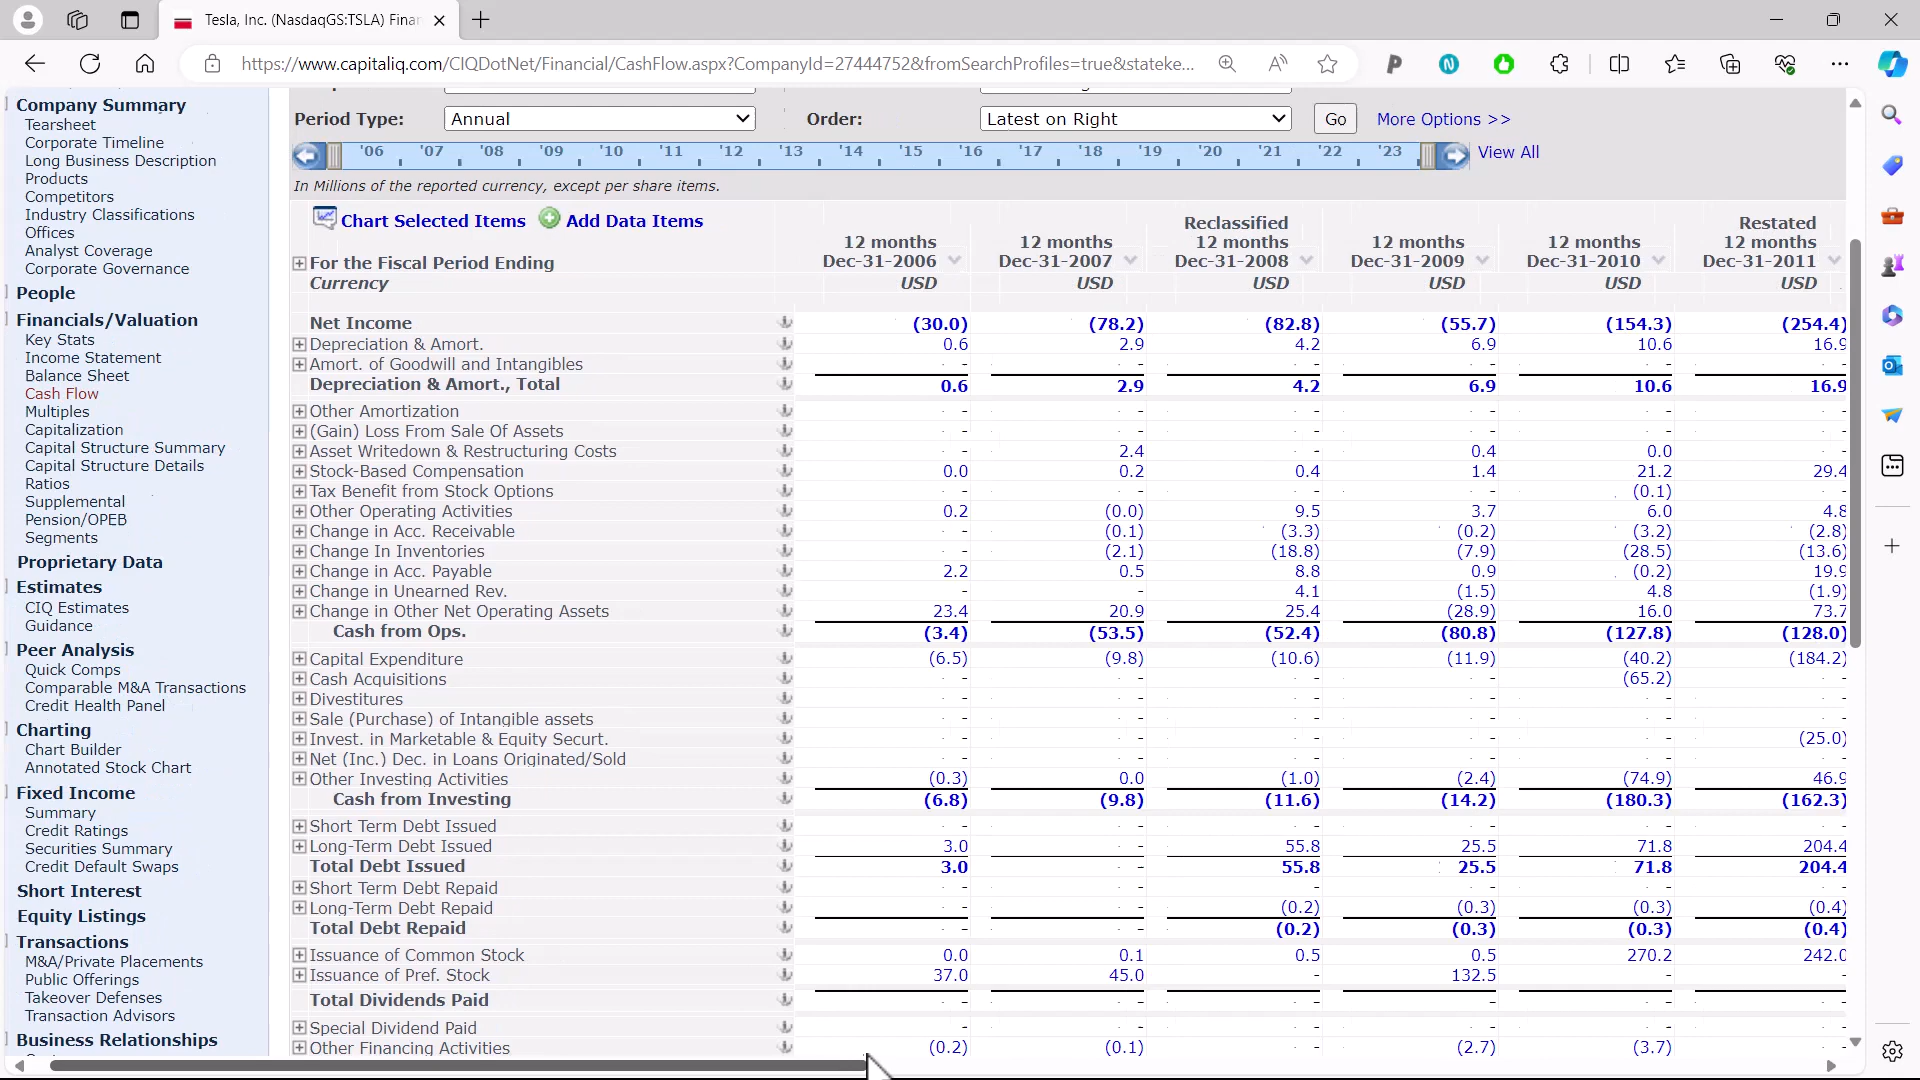 Tesla, Inc. (NasdaqGS:TSLA) Finar
https://www.capitaliq.com/CIQDotNet/Financial/CashFlow.aspx?CompanyId=27444752&fromSearchProfiles=true&stateke...
Company Summary
Tearsheet
Corporate Timeline
Long Business Description
Products
Competitors
Industry Classifications
Offices
Analyst Coverage
Corporate Governance
People
Financials/Valuation
Key Stats
Income Statement
Balance Sheet
Cash Flow
Multiples
Capitalization
Capital Structure Summary
Capital Structure Details
Ratios
Supplemental
Pension/OPEB
Segments
Proprietary Data
Estimates
CIQ Estimates
Guidance
Peer Analysis
Quick Comps
Comparable M&A Transactions
Credit Health Panel
Charting
Chart Builder
Annotated Stock Chart
Fixed Income
Summary
Credit Ratings
Securities Summary
Credit Default Swaps
Short Interest
Equity Listings
Transactions
M&A/Private Placements
Public Offerings
Takeover Defenses
Transaction Advisors
Business Relationships
Period Type: Annual Order: Latest on Right Go More Options >>
'06 '07 '08 '09 '10 '11 '12 '13 '14 '15 '16 '17 '18 '19 '20 '21 '22 '23 View All
In Millions of the reported currency, except per share items.
Chart Selected Items Add Data Items
Reclassified Restated
12 months 12 months 12 months 12 months 12 months 12 months
For the Fiscal Period Ending Dec-31-2006 Dec-31-2007 Dec-31-2008 Dec-31-2009 Dec-31-2010 Dec-31-2011
Currency USD USD USD USD USD USD
Net Income (30.0) (78.2) (82.8) (55.7) (154.3) (254.4)
Depreciation & Amort. 0.6 2.9 4.2 6.9 10.6 16.9
Amort. of Goodwill and Intangibles - - - - - -
Depreciation & Amort., Total 0.6 2.9 4.2 6.9 10.6 16.9
Other Amortization - - - - - -
(Gain) Loss From Sale Of Assets - - - - - -
Asset Writedown & Restructuring Costs - 2.4 - 0.4 0.0 -
Stock-Based Compensation 0.0 0.2 0.4 1.4 21.2 29.4
Tax Benefit from Stock Options - - - - (0.1) -
Other Operating Activities 0.2 (0.0) 9.5 3.7 6.0 4.8
Change in Acc. Receivable - (0.1) (3.3) (0.2) (3.2) (2.8)
Change In Inventories - (2.1) (18.8) (7.9) (28.5) (13.6)
Change in Acc. Payable 2.2 0.5 8.8 0.9 (0.2) 19.9
Change in Unearned Rev. - - 4.1 (1.5) 4.8 (1.9)
Change in Other Net Operating Assets 23.4 20.9 25.4 (28.9) 16.0 73.7
Cash from Ops. (3.4) (53.5) (52.4) (80.8) (127.8) (128.0)
Capital Expenditure (6.5) (9.8) (10.6) (11.9) (40.2) (184.2)
Cash Acquisitions - - - - (65.2) -
Divestitures - - - - - -
Sale (Purchase) of Intangible assets - - - - - -
Invest. in Marketable & Equity Securt. - - - - - (25.0)
Net (Inc.) Dec. in Loans Originated/Sold - - - - - -
Other Investing Activities (0.3) 0.0 (1.0) (2.4) (74.9) 46.9
Cash from Investing (6.8) (9.8) (11.6) (14.2) (180.3) (162.3)
Short Term Debt Issued - - - - - -
Long-Term Debt Issued 3.0 - 55.8 25.5 71.8 204.4
Total Debt Issued 3.0 - 55.8 25.5 71.8 204.4
Short Term Debt Repaid - - - - - -
Long-Term Debt Repaid - - (0.2) (0.3) (0.3) (0.4)
Total Debt Repaid - - (0.2) (0.3) (0.3) (0.4)
Issuance of Common Stock 0.0 0.1 0.5 0.5 270.2 242.0
Issuance of Pref. Stock 37.0 45.0 - 132.5 - -
Total Dividends Paid - - - - - -
Special Dividend Paid - - - - - -
Other Financing Activities (0.2) (0.1) - (2.7) (3.7) -